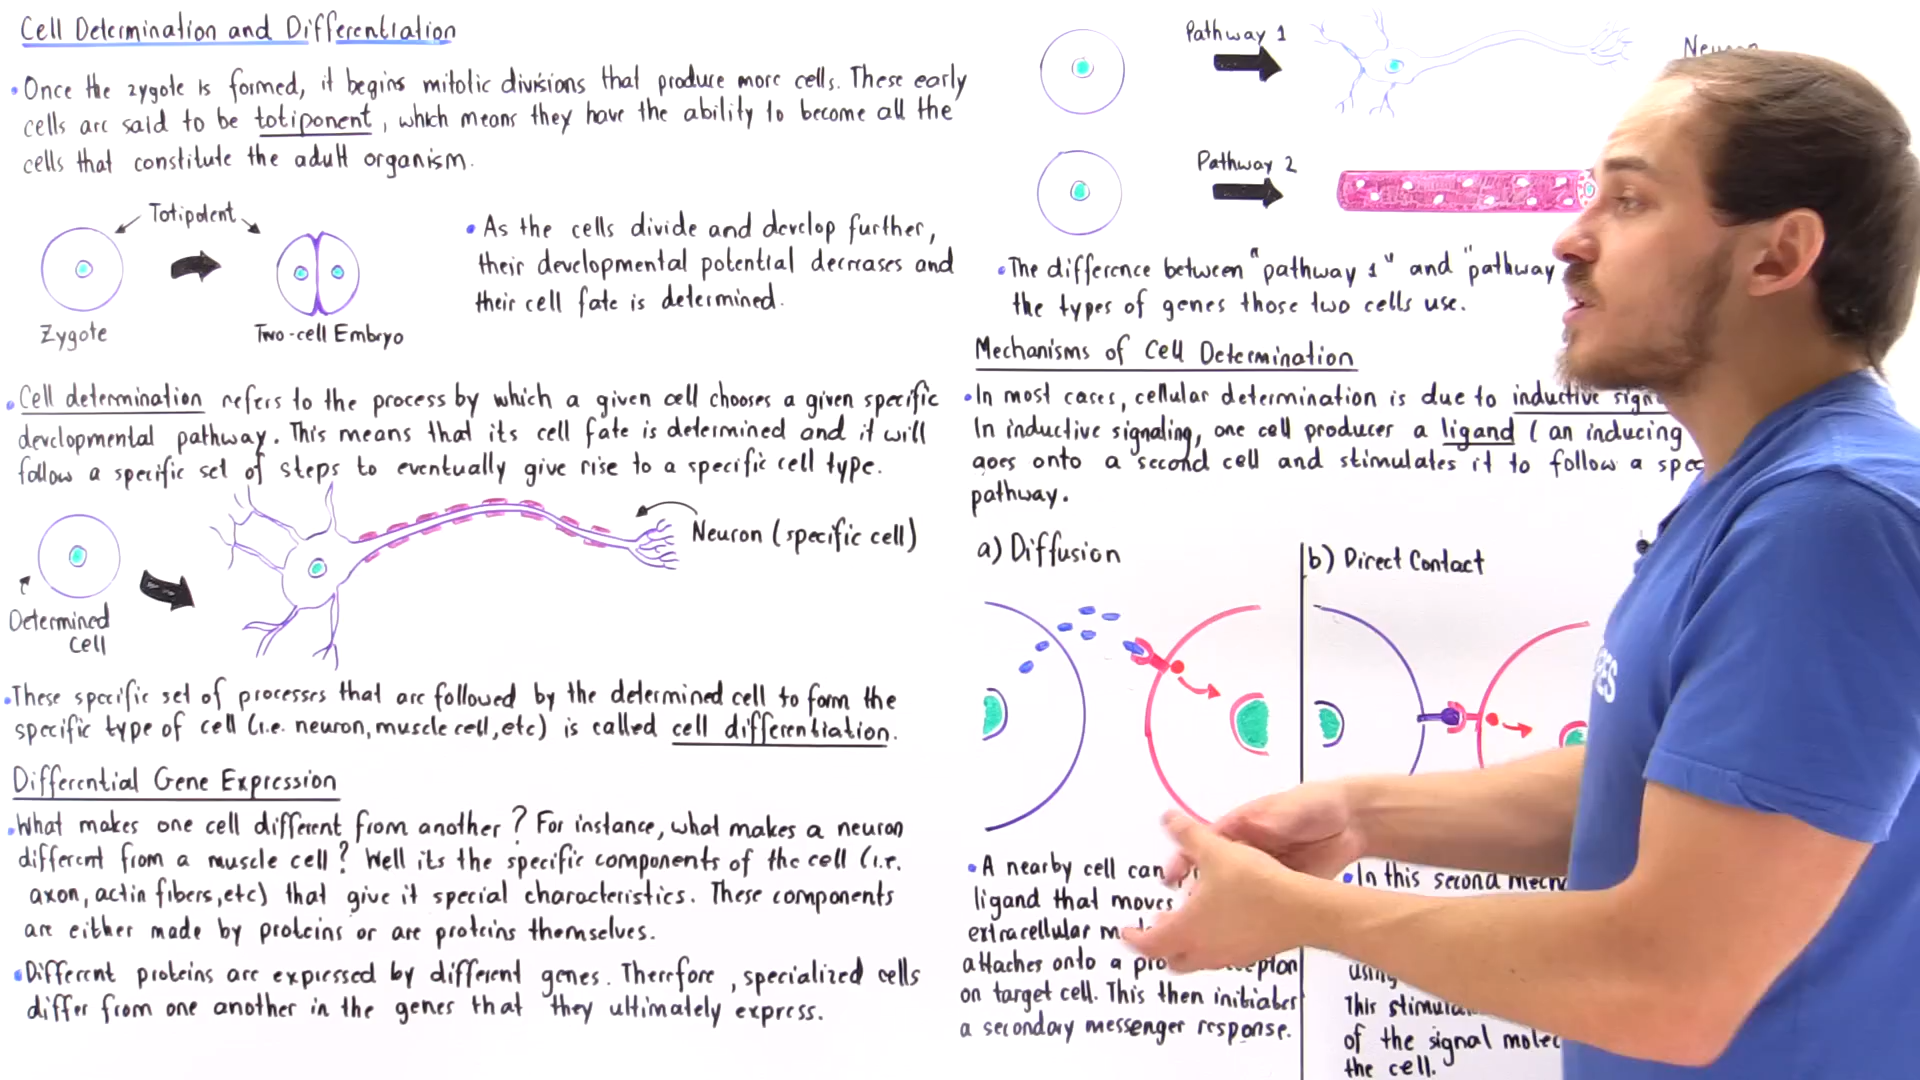 Cell Determination and Differentiation
• Once the zygote is formed, it begins mitotic divisions that produce more cells. These early
cells are said to be totiponent, which means they have the ability to become all the
cells that constitute the adult organism.
Totipotent
Zygote
Two-cell Embryo
• As the cells divide and develop further,
their developmental potential decreases and
their cell fate is determined.
• Cell determination refers to the process by which a given cell chooses a given specific
developmental pathway. This means that its cell fate is determined and it will
follow a specific set of steps to eventually give rise to a specific cell type.
Neuron (specific cell)
Determined
Cell
• These specific set of processes that are followed by the determined cell to form the
specific type of cell (i.e. neuron, muscle cell, etc) is called cell differentiation.
Differential Gene Expression
• What makes one cell different from another? For instance, what makes a neuron
different from a muscle cell? Well its the specific components of the cell (i.e.
axon, actin fibers, etc) that give it special characteristics. These components
are either made by proteins or are proteins themselves.
• Different proteins are expressed by different genes. Therefore, specialized cells
differ from one another in the genes that they ultimately express.
Pathway 1
Neuron
Pathway 2
• The difference between "pathway 1" and "pathway
the types of genes those two cells use.
Mechanisms of Cell Determination
• In most cases, cellular determination is due to inductive
In inductive signaling, one cell producer a ligand (an inducing
goes onto a second cell and stimulates it to follow a
pathway.
a) Diffusion
b) Direct Contact
• A nearby cell can
ligand that moves
extracellular
attaches onto a
on target cell. This then initiates
a secondary messenger response.
• In this second
using
This
of the signal
the cell.